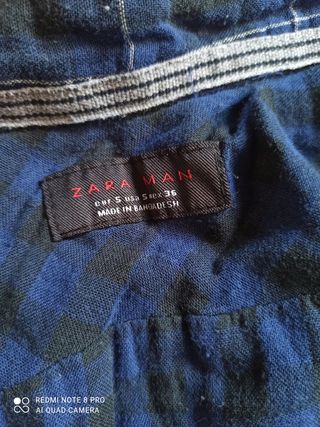 ZARA MAN
eur S usa S mex 36
MADE IN BANGLADESH
REDMI NOTE 8 PRO
AI QUAD CAMERA